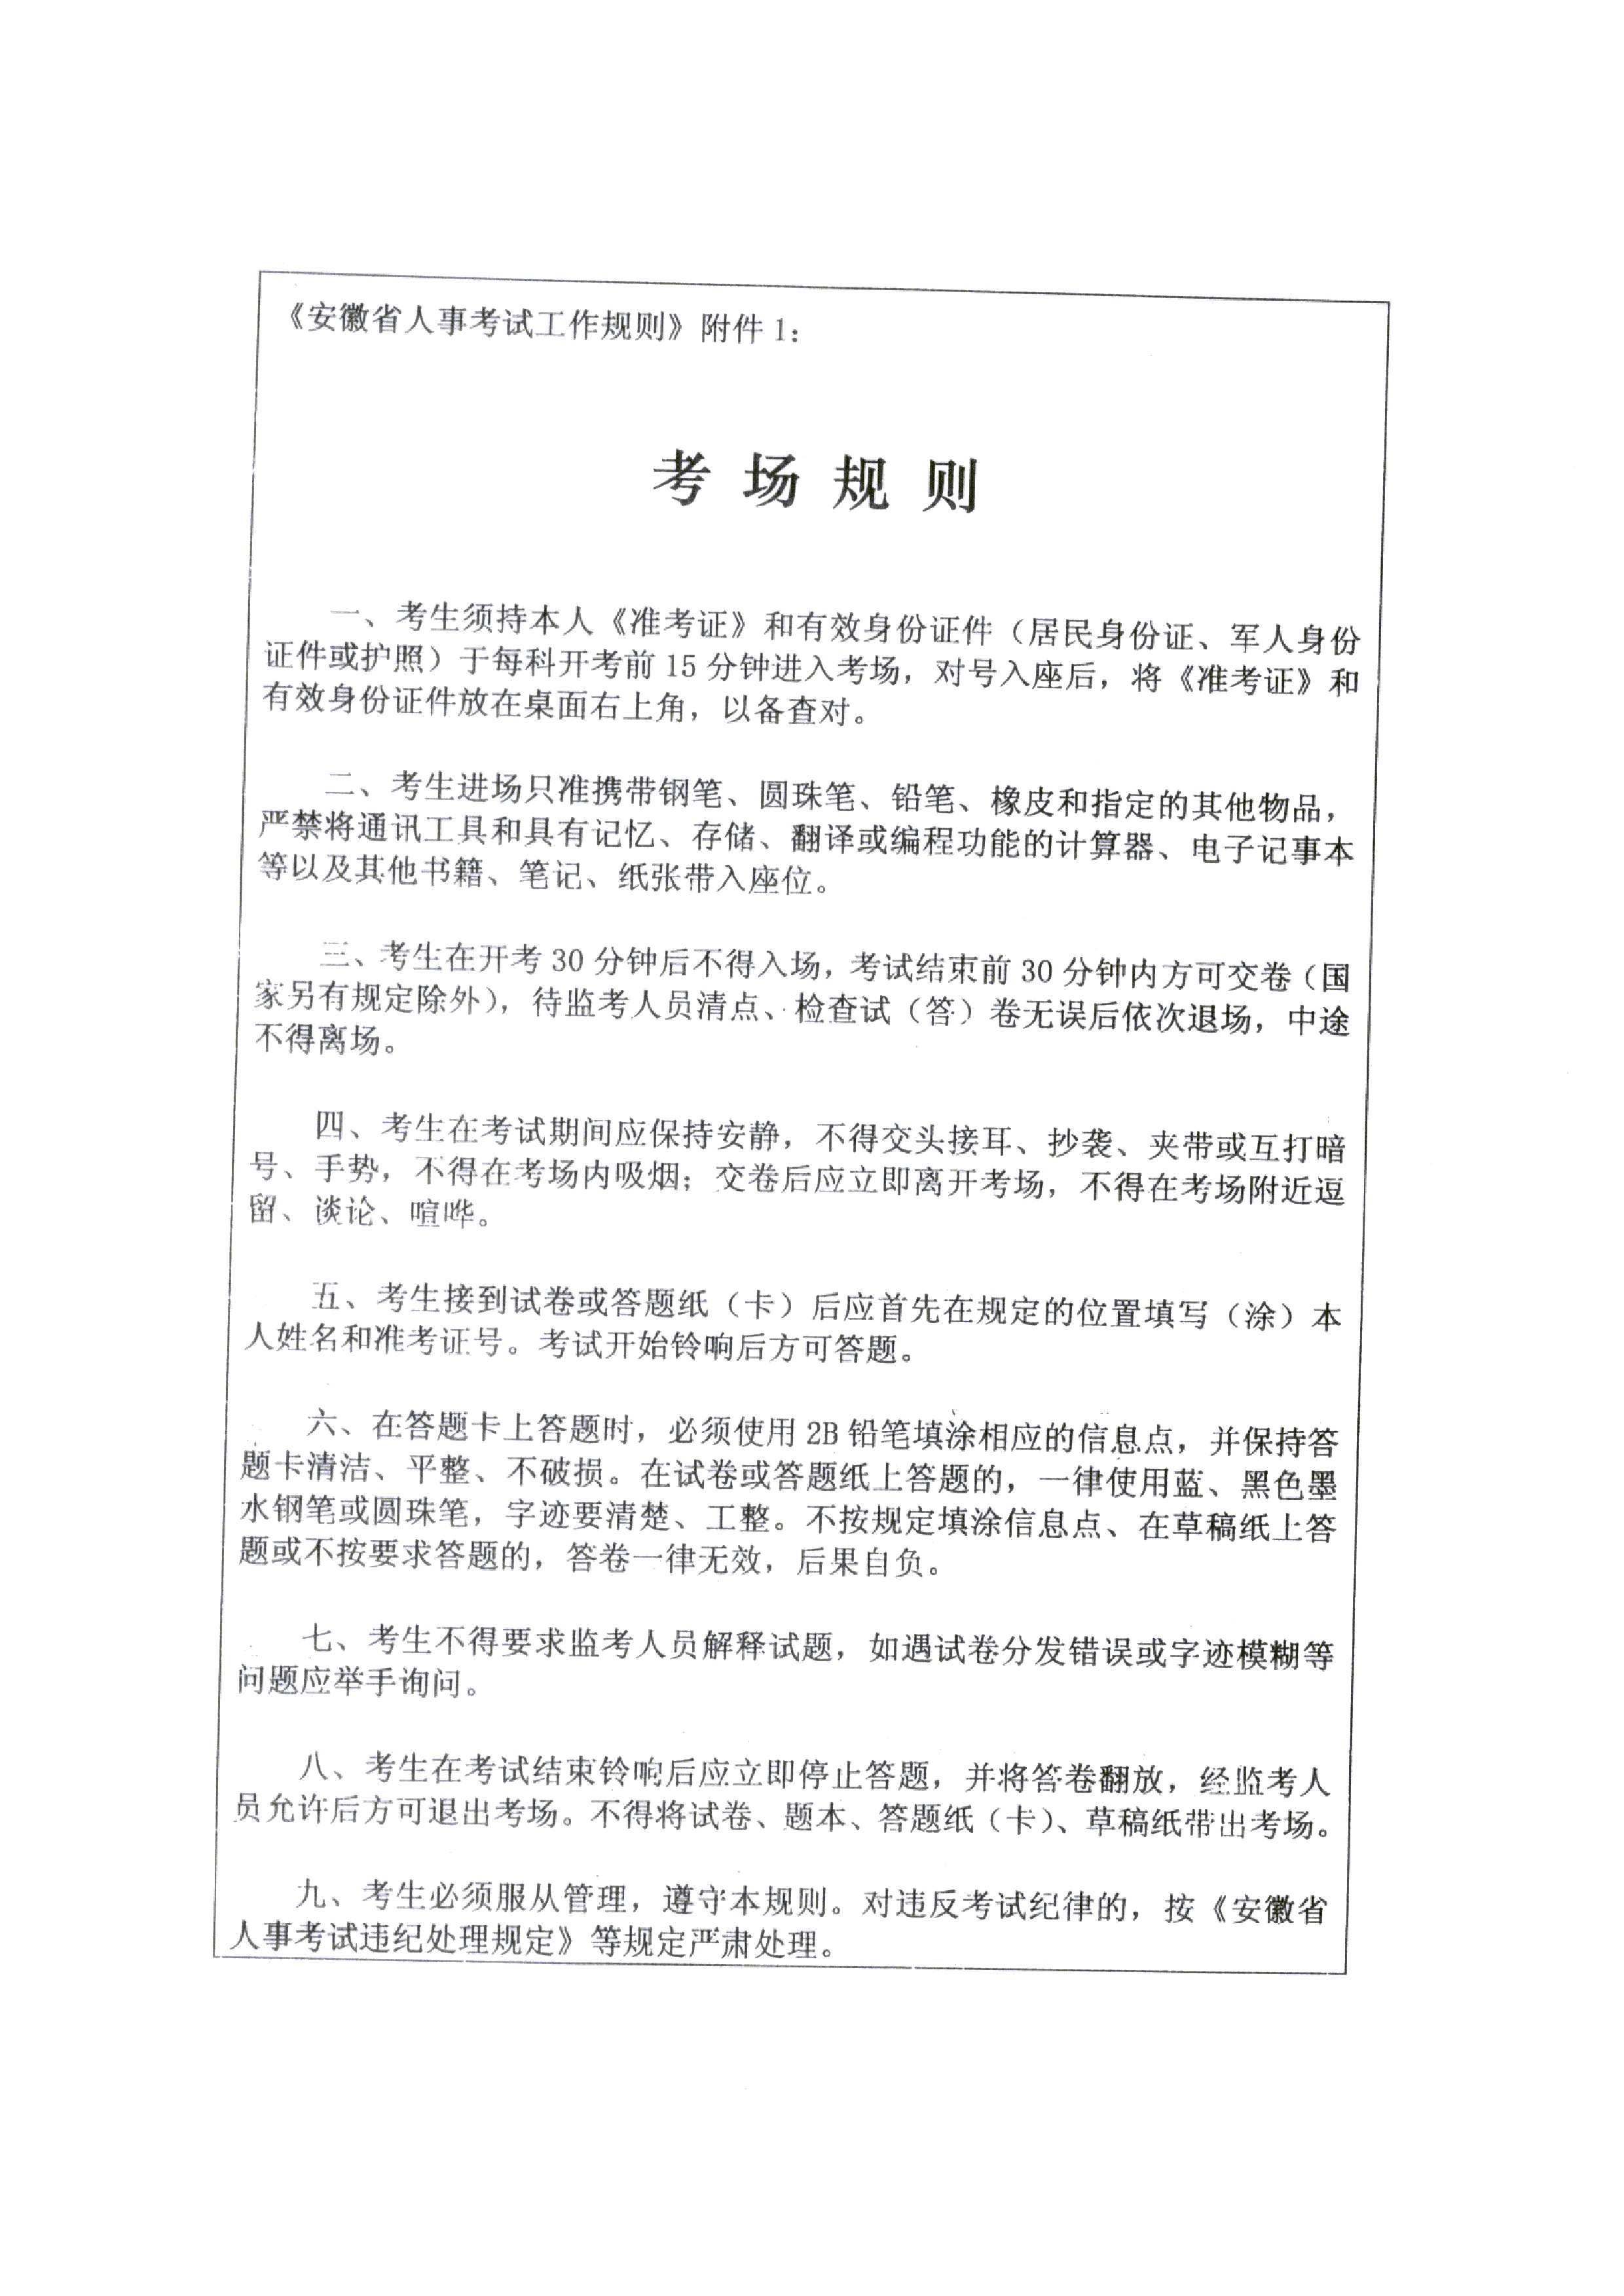 《安徽省人事考试工作规则》附件1：
考场规则
一、考生须持本人《准考证》和有效身份证件（居民身份证、军人身份
证件或护照）于每科开考前15分钟进入考场，对号入座后，将《准考证》和
有效身份证件放在桌面右上角，以备查对。
二、考生进场只准携带钢笔、圆珠笔、铅笔、橡皮和指定的其他物品，
严禁将通讯工具和具有记忆、存储、翻译或编程功能的计算器、电子记事本
等以及其他书籍、笔记、纸张带入座位。
三、考生在开考30分钟后不得入场，考试结束前30分钟内方可交卷（国
家另有规定除外），待监考人员清点、检查试（答）卷无误后依次退场，中途
不得离场。
四、考生在考试期间应保持安静，不得交头接耳、抄袭、夹带或互打暗
号、手势，不得在考场内吸烟；交卷后应立即离开考场，不得在考场附近逗
留、谈论、喧哗。
五、考生接到试卷或答题纸（卡）后应首先在规定的位置填写（涂）本
人姓名和准考证号。考试开始铃响后方可答题。
六、在答题卡上答题时，必须使用2B铅笔填涂相应的信息点，并保持答
题卡清洁、平整、不破损。在试卷或答题纸上答题的，一律使用蓝、黑色墨
水钢笔或圆珠笔，字迹要清楚、工整。不按规定填涂信息点、在草稿纸上答
题或不按要求答题的，答卷一律无效，后果自负。
七、考生不得要求监考人员解释试题，如遇试卷分发错误或字迹模糊等
问题应举手询问。
八、考生在考试结束铃响后应立即停止答题，并将答卷翻放，经监考人
员允许后方可退出考场。不得将试卷、题本、答题纸（卡）、草稿纸带出考场。
九、考生必须服从管理，遵守本规则。对违反考试纪律的，按《安徽省
人事考试违纪处理规定》等规定严肃处理。